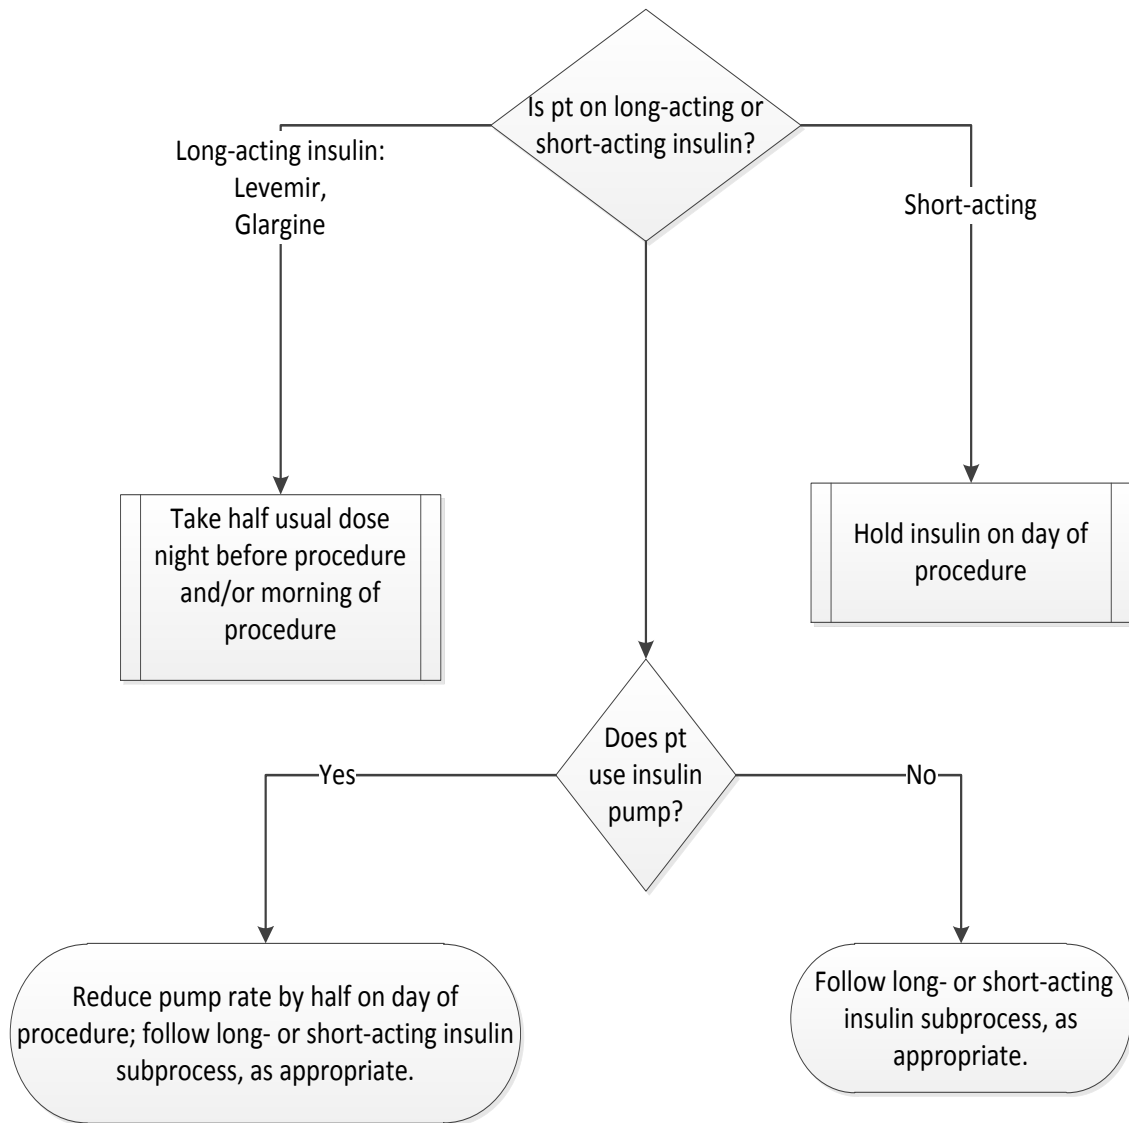 Is pt on long-acting or
short-acting insulin?
Long-acting insulin:
Levemir,
Glargine
Short-acting
Take half usual dose
night before procedure
and/or morning of
procedure
Hold insulin on day of
procedure
Does pt
use insulin
pump?
Yes
No
Reduce pump rate by half on day of
procedure; follow long- or short-acting insulin
subprocess, as appropriate.
Follow long- or short-acting
insulin subprocess, as
appropriate.